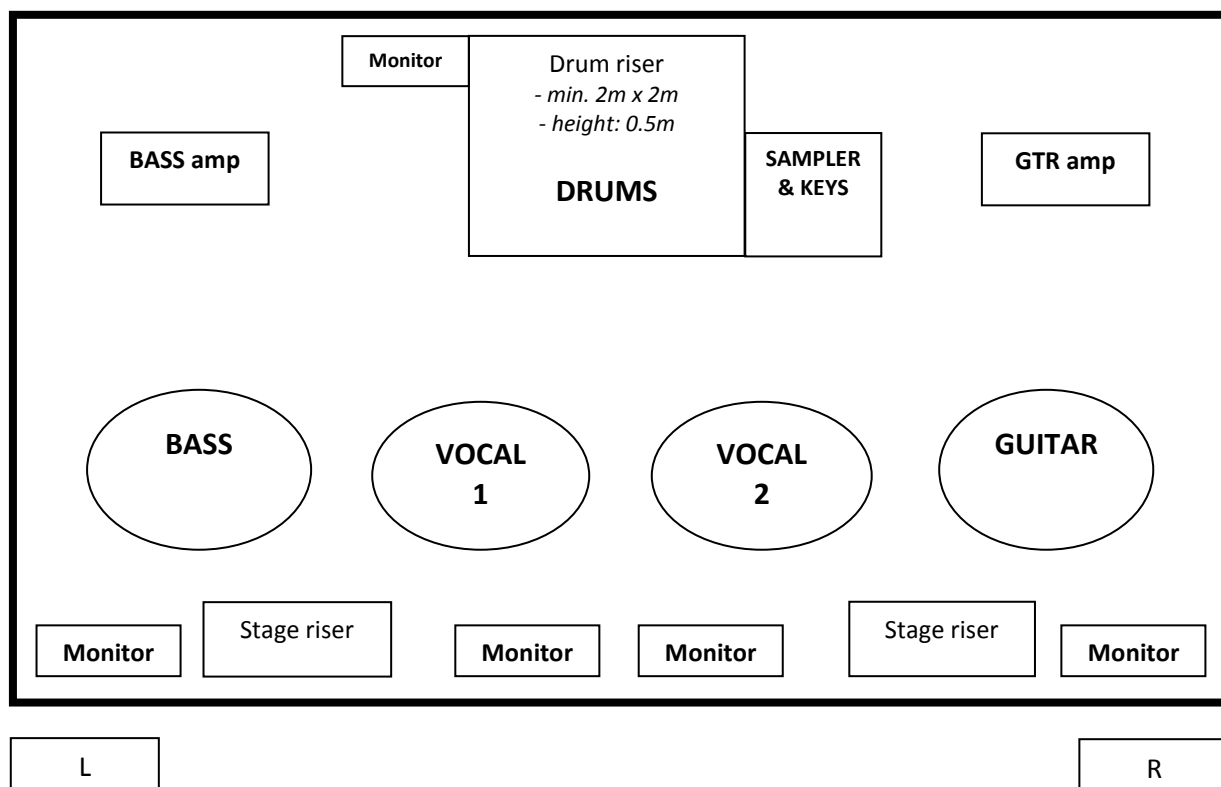 Monitor
Drum riser
- min. 2m x 2m
- height: 0.5m
DRUMS
BASS amp
SAMPLER
& KEYS
GTR amp
BASS
VOCAL
1
VOCAL
2
GUITAR
Monitor
Stage riser
Monitor
Monitor
Stage riser
Monitor
L
R